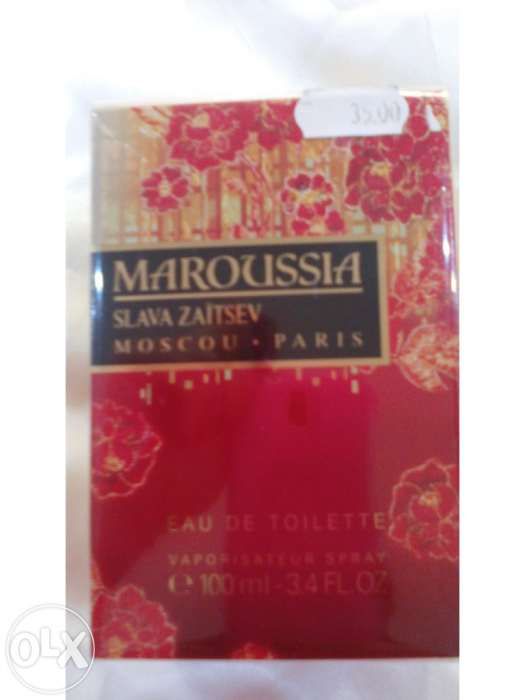 35.00
MAROUSSIA
SLAVA ZAÏTSEV
MOSCOU · PARIS
EAU DE TOILETTE
VAPORISATEUR SPRAY
℮ 100 ml - 3.4 FL.OZ
OLX